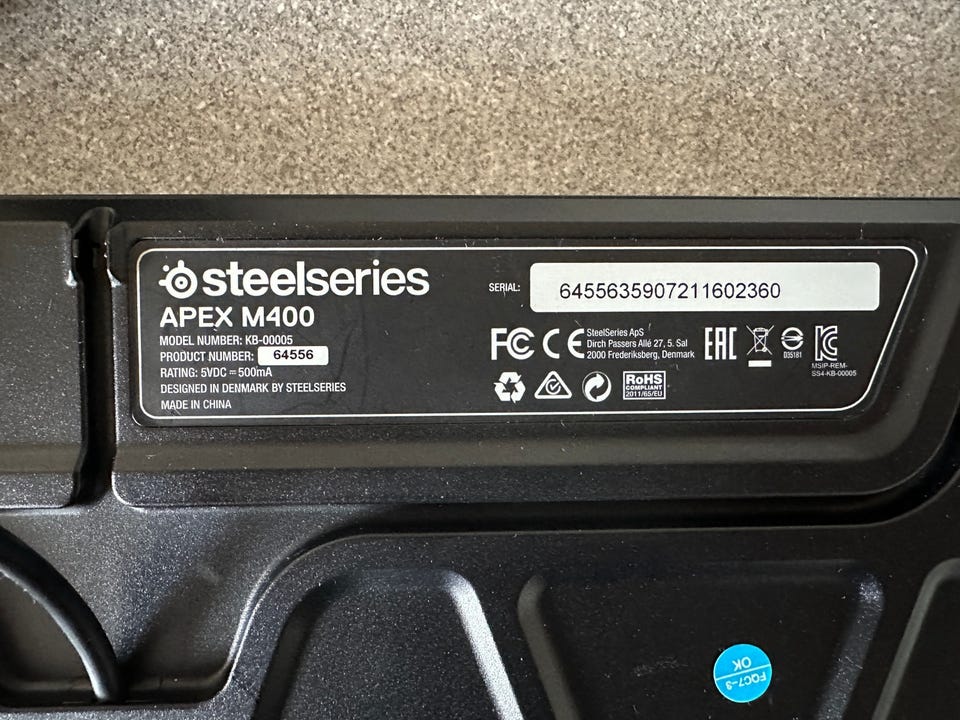 steelseries
APEX M400
MODEL NUMBER: KB-00005
PRODUCT NUMBER: 64556
RATING: 5VDC ⎓ 500mA
DESIGNED IN DENMARK BY STEELSERIES
MADE IN CHINA
SERIAL: 6455635907211602360
FC CE
SteelSeries ApS
Dirch Passers Allé 27, 5. Sal
2000 Frederiksberg, Denmark
EAC
D35181
MSIP-REM-
SS4-KB-00005
RoHS
COMPLIANT
2011/65/EU
FQC7-3
OK